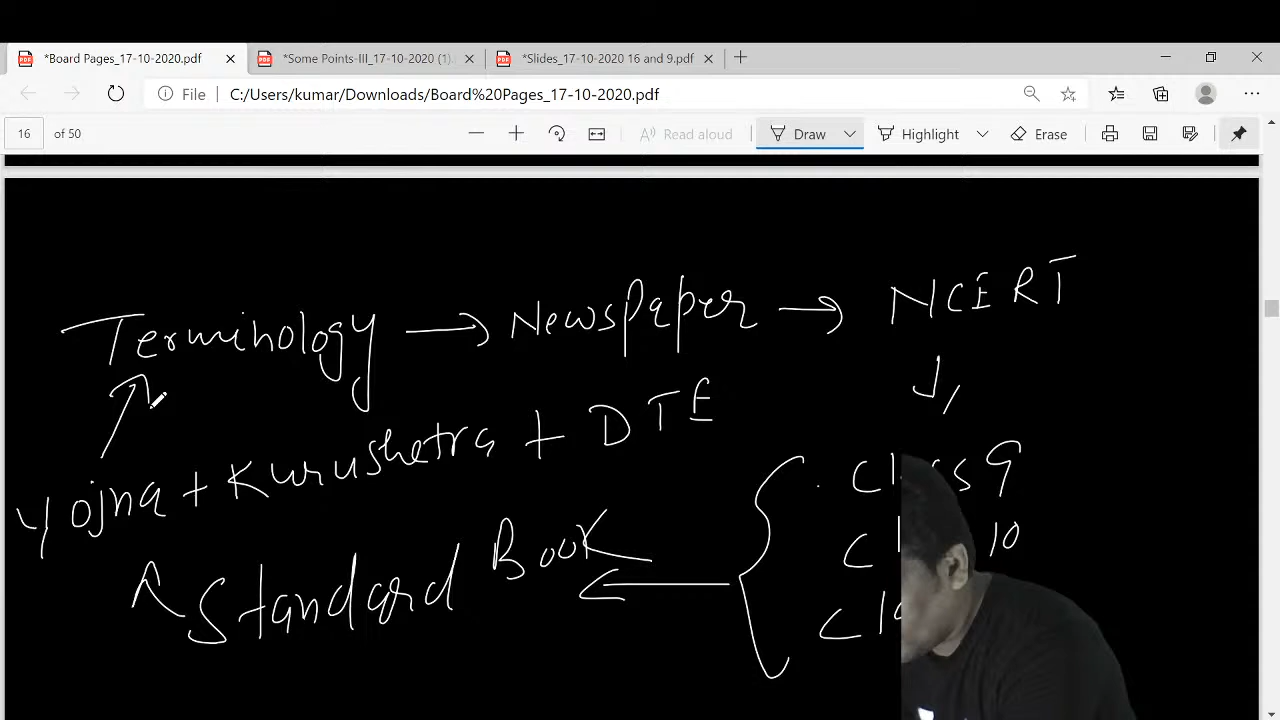 *Board Pages_17-10-2020.pdf
*Some Points-III_17-10-2020 (1).
*Slides_17-10-2020 16 and 9.pdf
File C:/Users/kumar/Downloads/Board%20Pages_17-10-2020.pdf
16 of 50
Read aloud Draw Highlight Erase
Terminology → Newspaper → NCERT
Yojna + Kurushetra + DTE
Class 9
10
Standard Book